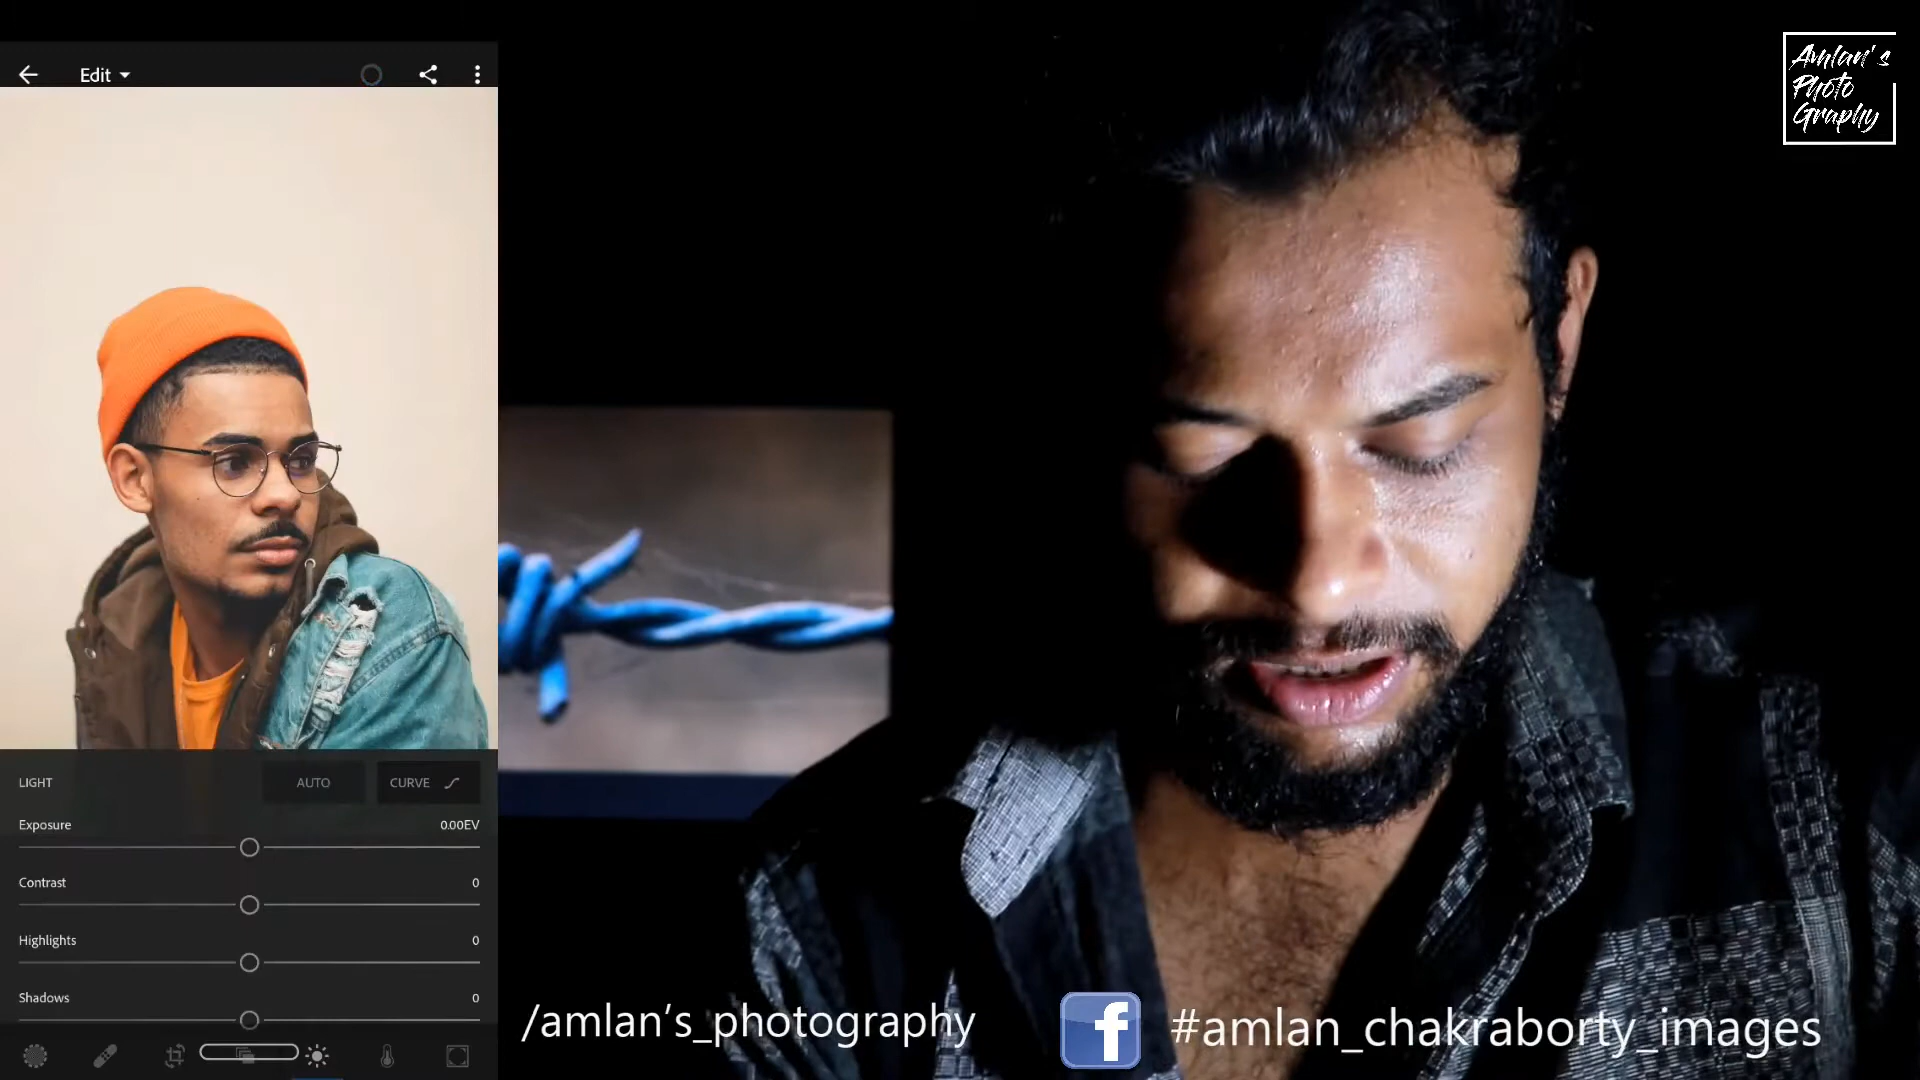 Edit
Amlan's
Photo
Graphy
LIGHT
AUTO
CURVE
Exposure
0.00EV
Contrast
0
Highlights
0
Shadows
0
/amlan's_photography
f
#amlan_chakraborty_images